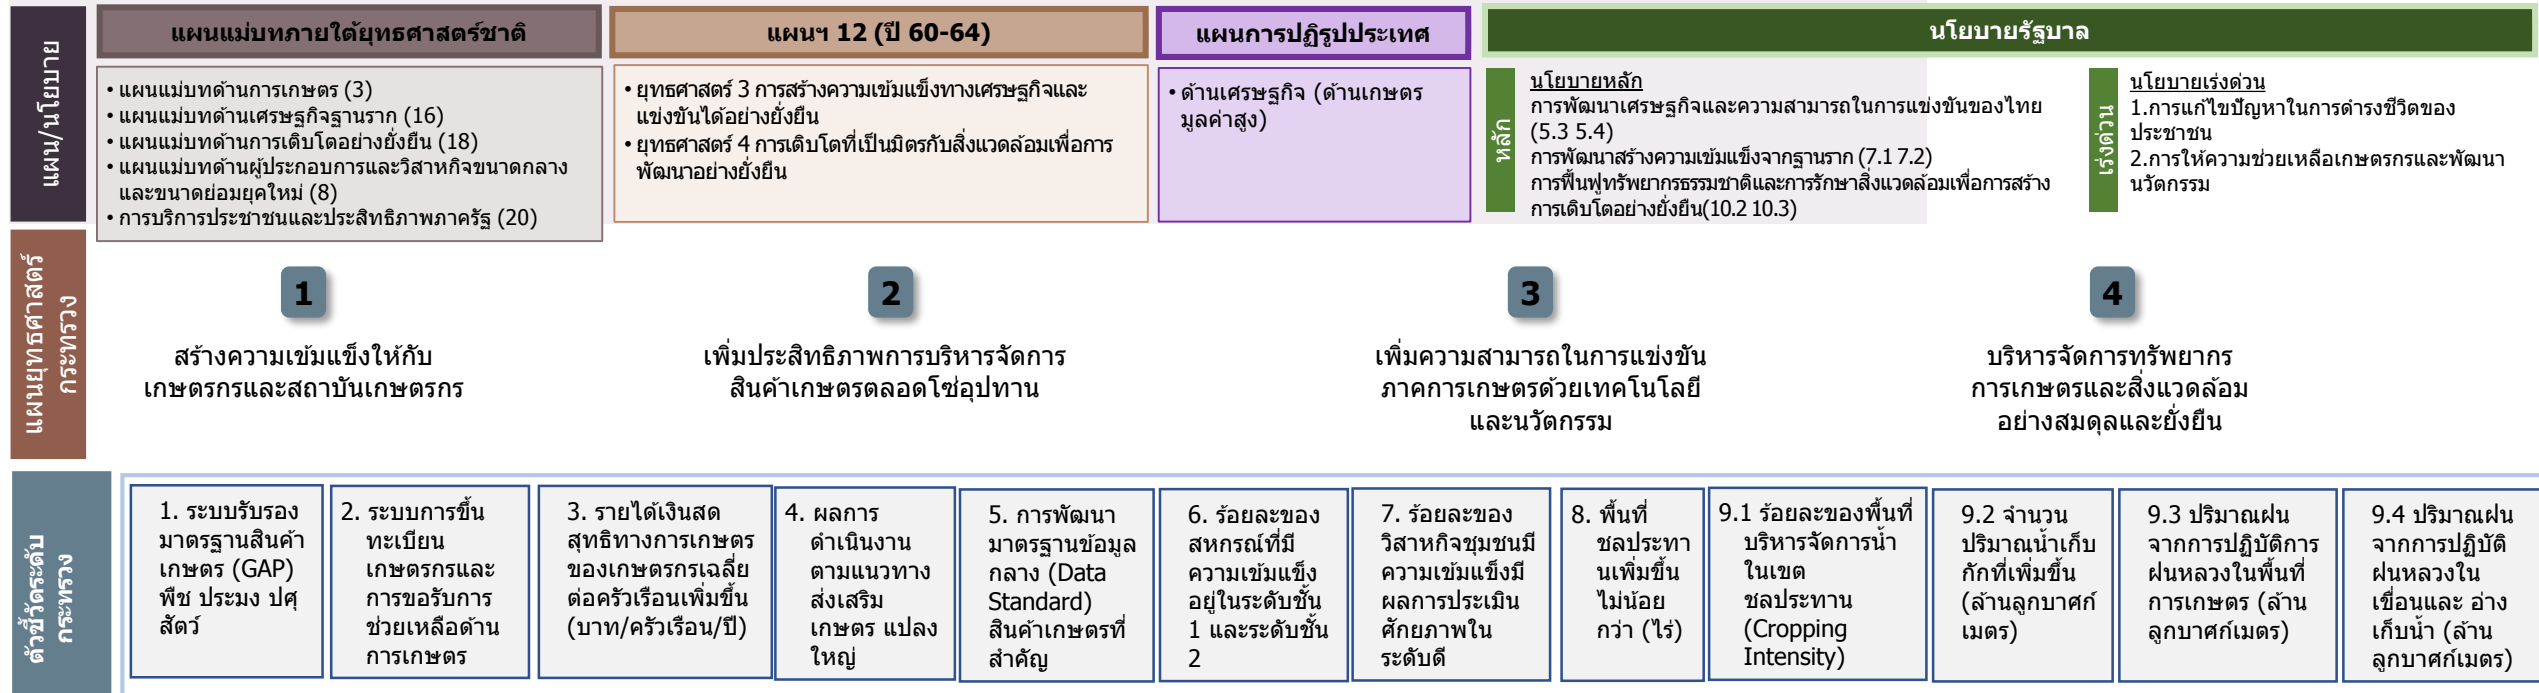 แผน/นโยบาย
แผนแม่บทภายใต้ยุทธศาสตร์ชาติ
• แผนแม่บทด้านการเกษตร (3)
• แผนแม่บทด้านเศรษฐกิจฐานราก (16)
• แผนแม่บทด้านการเติบโตอย่างยั่งยืน (18)
• แผนแม่บทด้านผู้ประกอบการและวิสาหกิจขนาดกลาง
และขนาดย่อมยุคใหม่ (8)
• การบริการประชาชนและประสิทธิภาพภาครัฐ (20)
แผนฯ 12 (ปี 60-64)
• ยุทธศาสตร์ 3 การสร้างความเข้มแข็งทางเศรษฐกิจและ
แข่งขันได้อย่างยั่งยืน
• ยุทธศาสตร์ 4 การเติบโตที่เป็นมิตรกับสิ่งแวดล้อมเพื่อการ
พัฒนาอย่างยั่งยืน
แผนการปฏิรูปประเทศ
• ด้านเศรษฐกิจ (ด้านเกษตร
มูลค่าสูง)
นโยบายรัฐบาล
หลัก
นโยบายหลัก
การพัฒนาเศรษฐกิจและความสามารถในการแข่งขันของไทย
(5.3 5.4)
การพัฒนาสร้างความเข้มแข็งจากฐานราก (7.1 7.2)
การฟื้นฟูทรัพยากรธรรมชาติและการรักษาสิ่งแวดล้อมเพื่อการสร้าง
การเติบโตอย่างยั่งยืน(10.2 10.3)
เร่งด่วน
นโยบายเร่งด่วน
1.การแก้ไขปัญหาในการดำรงชีวิตของ
ประชาชน
2.การให้ความช่วยเหลือเกษตรกรและพัฒนา
นวัตกรรม
แผนยุทธศาสตร์
กระทรวง
1
สร้างความเข้มแข็งให้กับ
เกษตรกรและสถาบันเกษตรกร
2
เพิ่มประสิทธิภาพการบริหารจัดการ
สินค้าเกษตรตลอดโซ่อุปทาน
3
เพิ่มความสามารถในการแข่งขัน
ภาคการเกษตรด้วยเทคโนโลยี
และนวัตกรรม
4
บริหารจัดการทรัพยากร
การเกษตรและสิ่งแวดล้อม
อย่างสมดุลและยั่งยืน
ตัวชี้วัดระดับ
กระทรวง
1. ระบบรับรอง
มาตรฐานสินค้า
เกษตร (GAP)
พืช ประมง ปศุ
สัตว์
2. ระบบการขึ้น
ทะเบียน
เกษตรกรและ
การขอรับการ
ช่วยเหลือด้าน
การเกษตร
3. รายได้เงินสด
สุทธิทางการเกษตร
ของเกษตรกรเฉลี่ย
ต่อครัวเรือนเพิ่มขึ้น
(บาท/ครัวเรือน/ปี)
4. ผลการ
ดำเนินงาน
ตามแนวทาง
ส่งเสริม
เกษตร แปลง
ใหญ่
5. การพัฒนา
มาตรฐานข้อมูล
กลาง (Data
Standard)
สินค้าเกษตรที่
สำคัญ
6. ร้อยละของ
สหกรณ์ที่มี
ความเข้มแข็ง
อยู่ในระดับชั้น
1 และระดับชั้น
2
7. ร้อยละของ
วิสาหกิจชุมชนมี
ความเข้มแข็งมี
ผลการประเมิน
ศักยภาพใน
ระดับดี
8. พื้นที่
ชลประทา
นเพิ่มขึ้น
ไม่น้อย
กว่า (ไร่)
9.1 ร้อยละของพื้นที่
บริหารจัดการน้ำ
ในเขต
ชลประทาน
(Cropping
Intensity)
9.2 จำนวน
ปริมาณน้ำเก็บ
กักที่เพิ่มขึ้น
(ล้านลูกบาศก์
เมตร)
9.3 ปริมาณฝน
จากการปฏิบัติการ
ฝนหลวงในพื้นที่
การเกษตร (ล้าน
ลูกบาศก์เมตร)
9.4 ปริมาณฝน
จากการปฏิบัติ
ฝนหลวงใน
เขื่อนและ อ่าง
เก็บน้ำ (ล้าน
ลูกบาศก์เมตร)